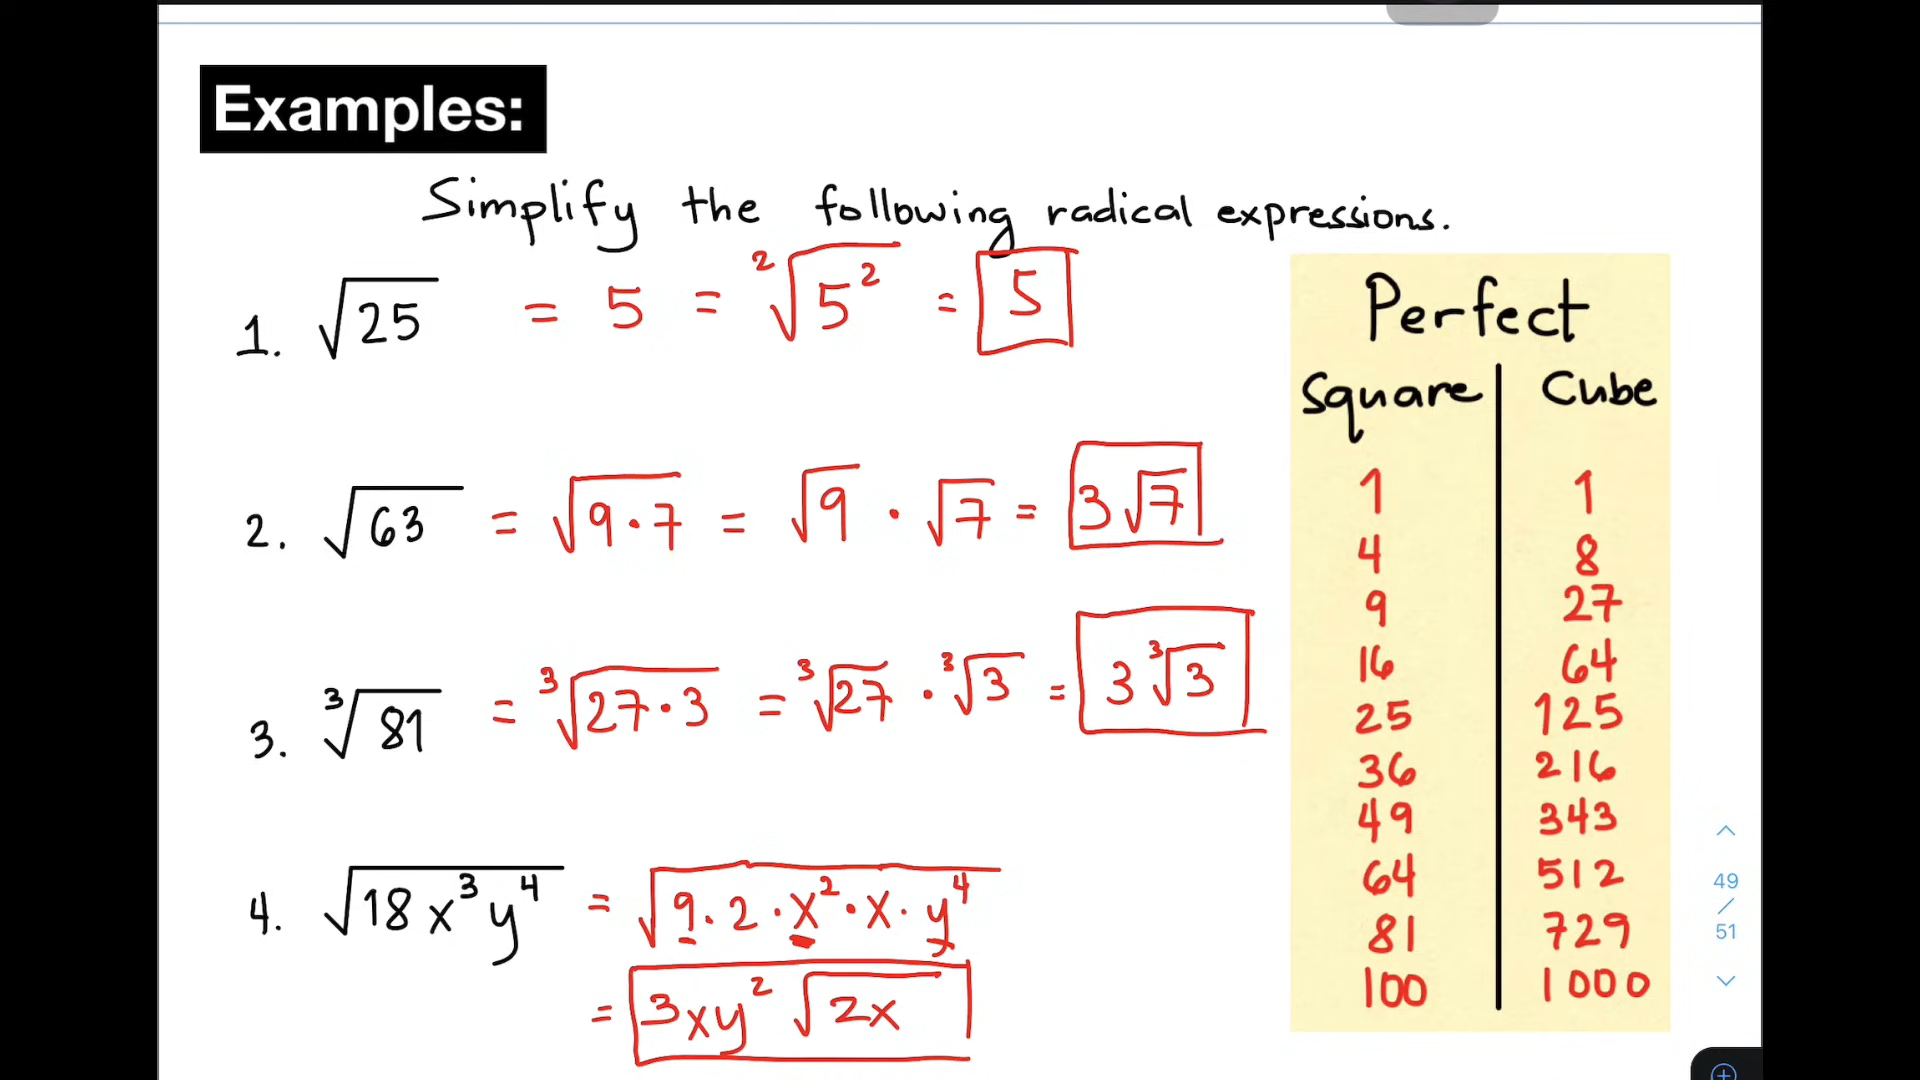 Examples:
Simplify the following radical expressions.
1. √25 = 5 = ²√5² = 5
2. √63 = √9·7 = √9 · √7 = 3√7
3. ³√81 = ³√27·3 = ³√27 · ³√3 = 3 ³√3
4. √18x³y⁴ = √9·2·x²·x·y⁴
= 3xy² √2x
Perfect
Square Cube
1 1
4 8
9 27
16 64
25 125
36 216
49 343
64 512
81 729
100 1000
49
/
51